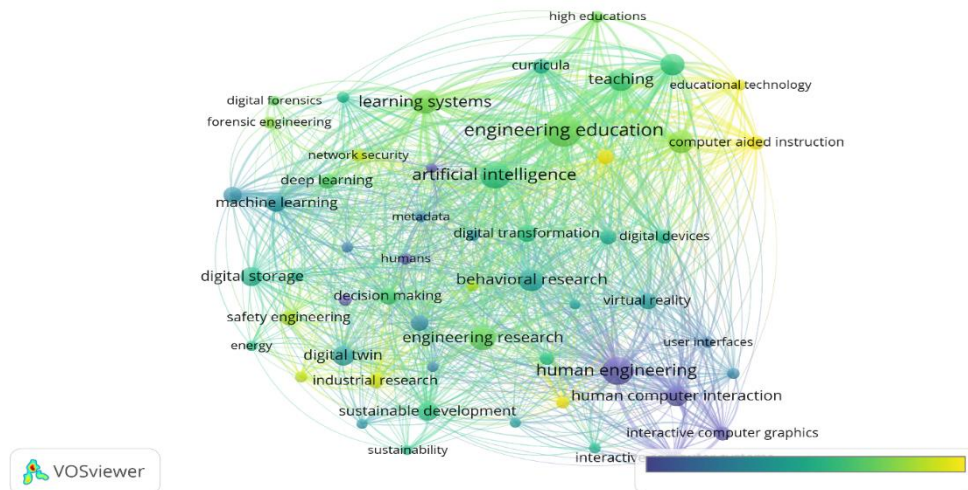 high educations
curricula
teaching
educational technology
digital forensics
learning systems
forensic engineering
engineering education
computer aided instruction
network security
deep learning
artificial intelligence
machine learning
metadata
digital transformation
digital devices
humans
digital storage
behavioral research
decision making
virtual reality
safety engineering
engineering research
user interfaces
energy
digital twin
human engineering
industrial research
human computer interaction
sustainable development
interactive computer graphics
sustainability
VOSviewer